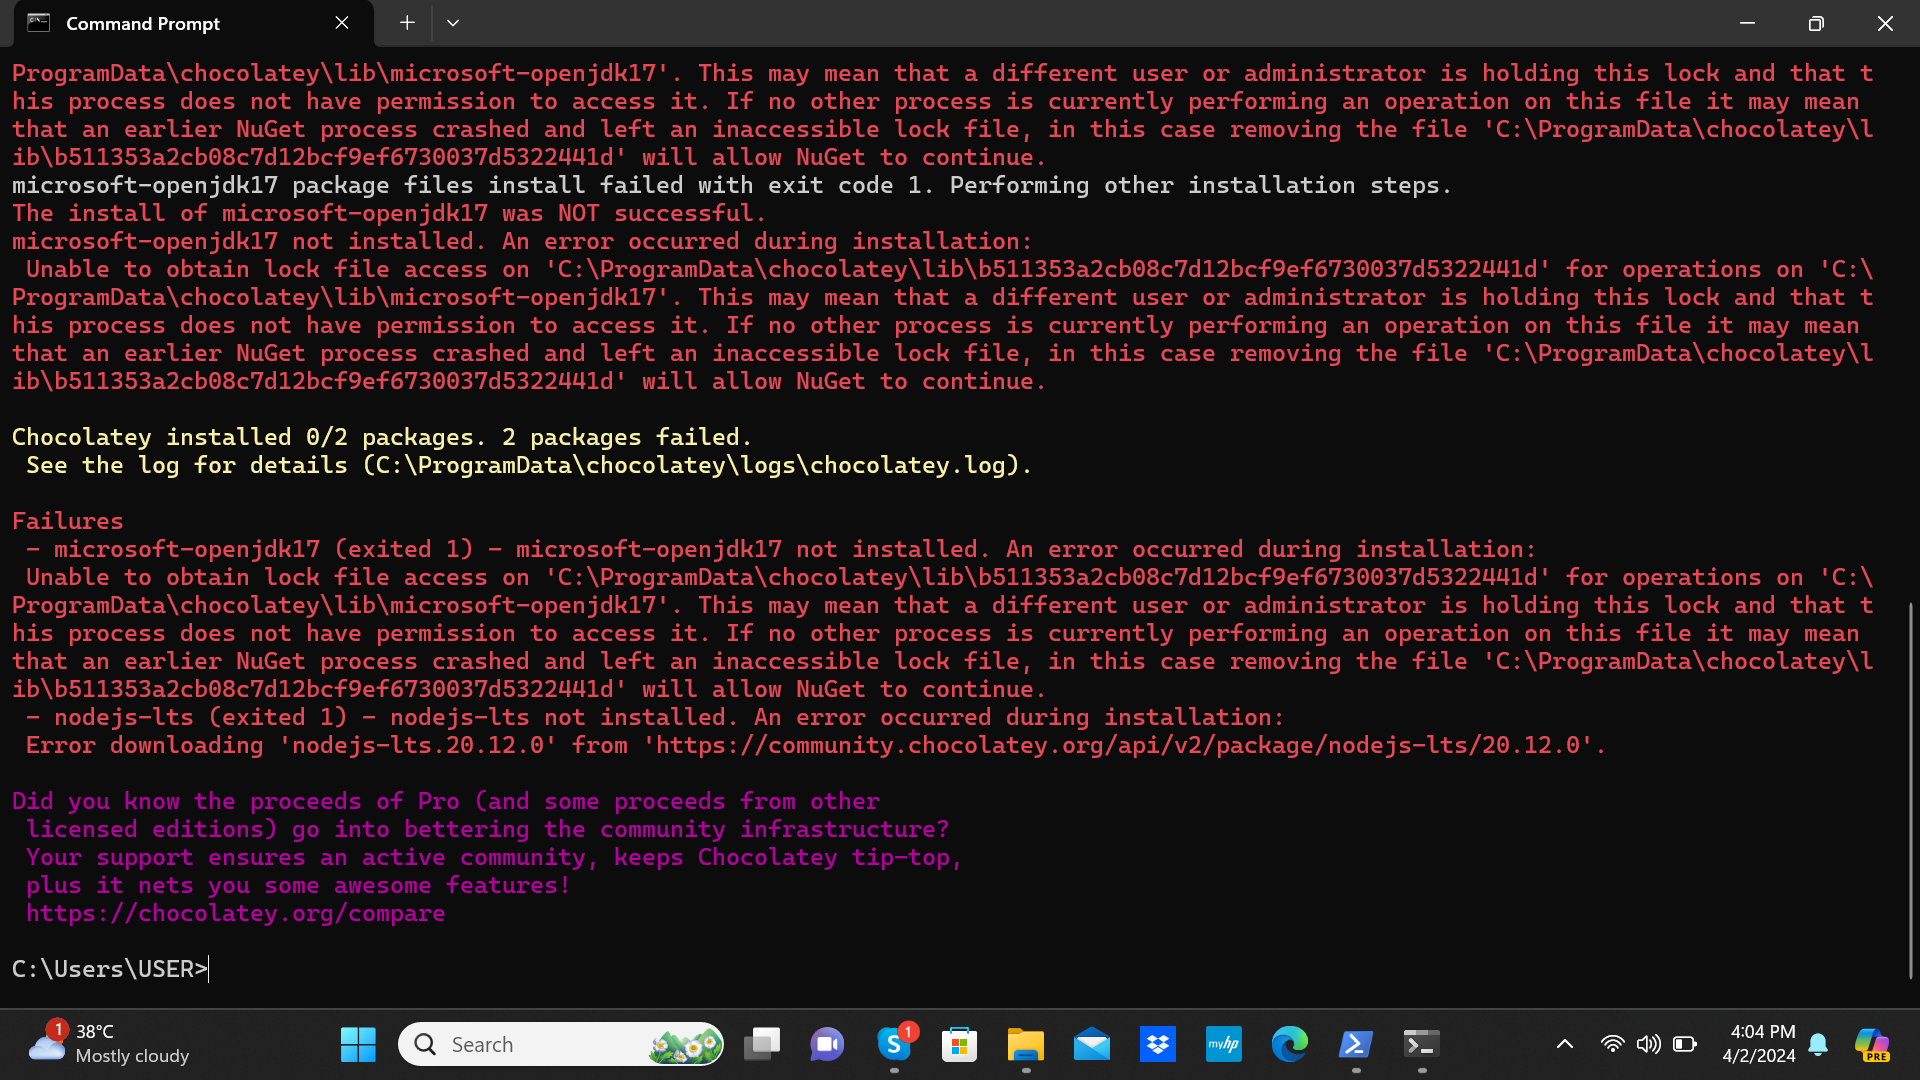 Command Prompt
ProgramData\chocolatey\lib\microsoft-openjdk17'. This may mean that a different user or administrator is holding this lock and that t
his process does not have permission to access it. If no other process is currently performing an operation on this file it may mean
that an earlier NuGet process crashed and left an inaccessible lock file, in this case removing the file 'C:\ProgramData\chocolatey\l
ib\b511353a2cb08c7d12bcf9ef6730037d5322441d' will allow NuGet to continue.
microsoft-openjdk17 package files install failed with exit code 1. Performing other installation steps.
The install of microsoft-openjdk17 was NOT successful.
microsoft-openjdk17 not installed. An error occurred during installation:
 Unable to obtain lock file access on 'C:\ProgramData\chocolatey\lib\b511353a2cb08c7d12bcf9ef6730037d5322441d' for operations on 'C:\
ProgramData\chocolatey\lib\microsoft-openjdk17'. This may mean that a different user or administrator is holding this lock and that t
his process does not have permission to access it. If no other process is currently performing an operation on this file it may mean
that an earlier NuGet process crashed and left an inaccessible lock file, in this case removing the file 'C:\ProgramData\chocolatey\l
ib\b511353a2cb08c7d12bcf9ef6730037d5322441d' will allow NuGet to continue.
Chocolatey installed 0/2 packages. 2 packages failed.
 See the log for details (C:\ProgramData\chocolatey\logs\chocolatey.log).
Failures
 - microsoft-openjdk17 (exited 1) - microsoft-openjdk17 not installed. An error occurred during installation:
 Unable to obtain lock file access on 'C:\ProgramData\chocolatey\lib\b511353a2cb08c7d12bcf9ef6730037d5322441d' for operations on 'C:\
ProgramData\chocolatey\lib\microsoft-openjdk17'. This may mean that a different user or administrator is holding this lock and that t
his process does not have permission to access it. If no other process is currently performing an operation on this file it may mean
that an earlier NuGet process crashed and left an inaccessible lock file, in this case removing the file 'C:\ProgramData\chocolatey\l
ib\b511353a2cb08c7d12bcf9ef6730037d5322441d' will allow NuGet to continue.
 - nodejs-lts (exited 1) - nodejs-lts not installed. An error occurred during installation:
 Error downloading 'nodejs-lts.20.12.0' from 'https://community.chocolatey.org/api/v2/package/nodejs-lts/20.12.0'.
Did you know the proceeds of Pro (and some proceeds from other
 licensed editions) go into bettering the community infrastructure?
 Your support ensures an active community, keeps Chocolatey tip-top,
 plus it nets you some awesome features!
 https://chocolatey.org/compare
C:\Users\USER>
1
38°C
Mostly cloudy
Search
S
1
myhp
4:04 PM
4/2/2024
PRE